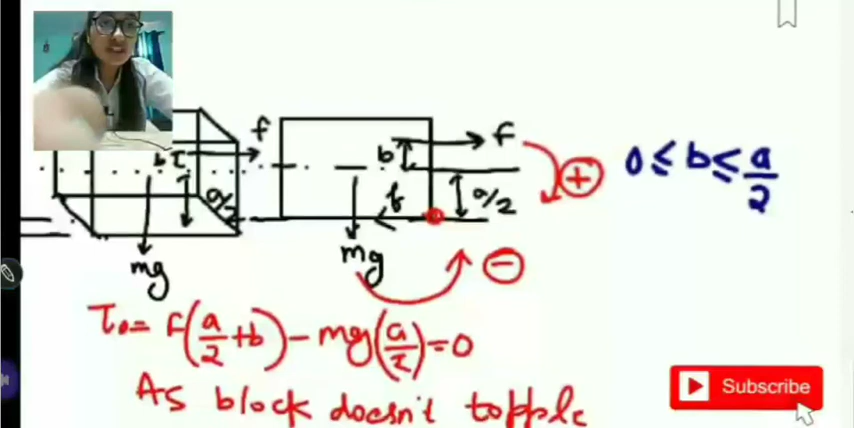 f
b
a/2
mg
f
b
a/2
f
mg
+
−
0 ≤ b ≤ a/2
τ₀ = F(a/2 + b) − mg(a/2) = 0
As block doesn't topple
Subscribe